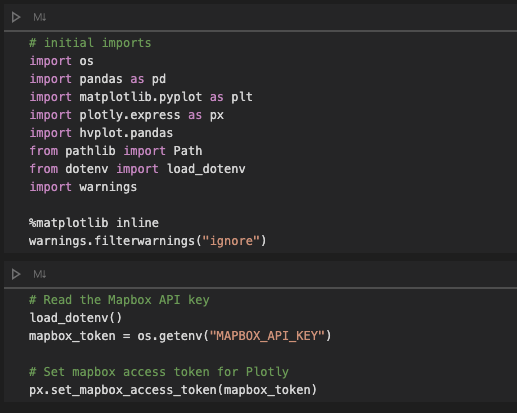 M↓
# initial imports
import os
import pandas as pd
import matplotlib.pyplot as plt
import plotly.express as px
import hvplot.pandas
from pathlib import Path
from dotenv import load_dotenv
import warnings
%matplotlib inline
warnings.filterwarnings("ignore")
M↓
# Read the Mapbox API key
load_dotenv()
mapbox_token = os.getenv("MAPBOX_API_KEY")
# Set mapbox access token for Plotly
px.set_mapbox_access_token(mapbox_token)